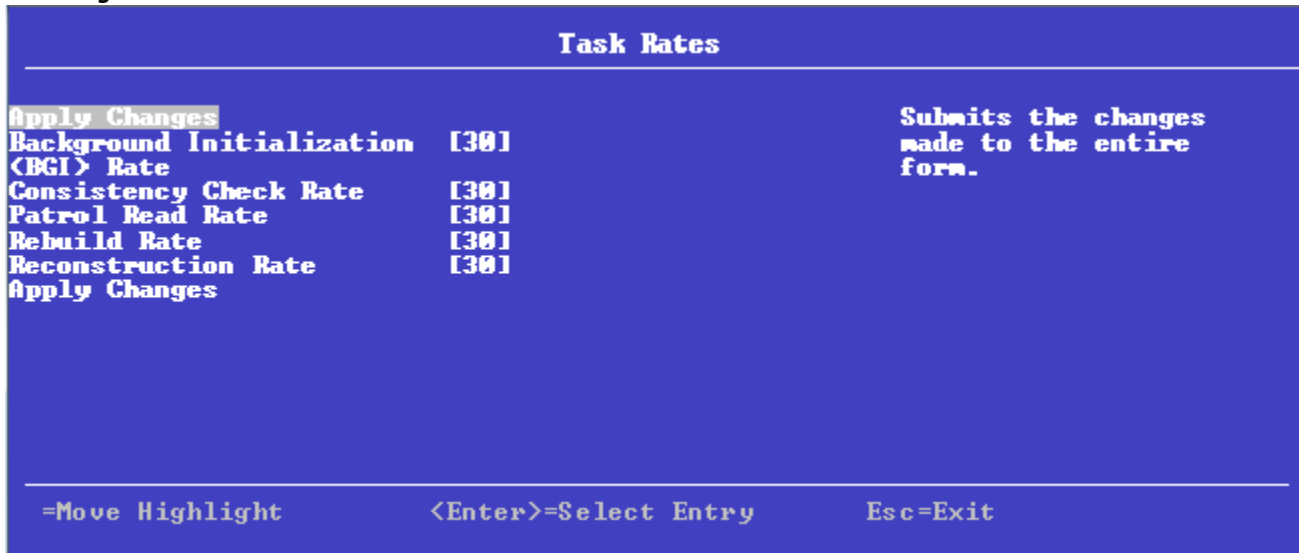 Task Rates
Apply Changes
Submits the changes
Background Initialization [30]
made to the entire
<BGI> Rate
form.
Consistency Check Rate [30]
Patrol Read Rate [30]
Rebuild Rate [30]
Reconstruction Rate [30]
Apply Changes
=Move Highlight <Enter>=Select Entry Esc=Exit